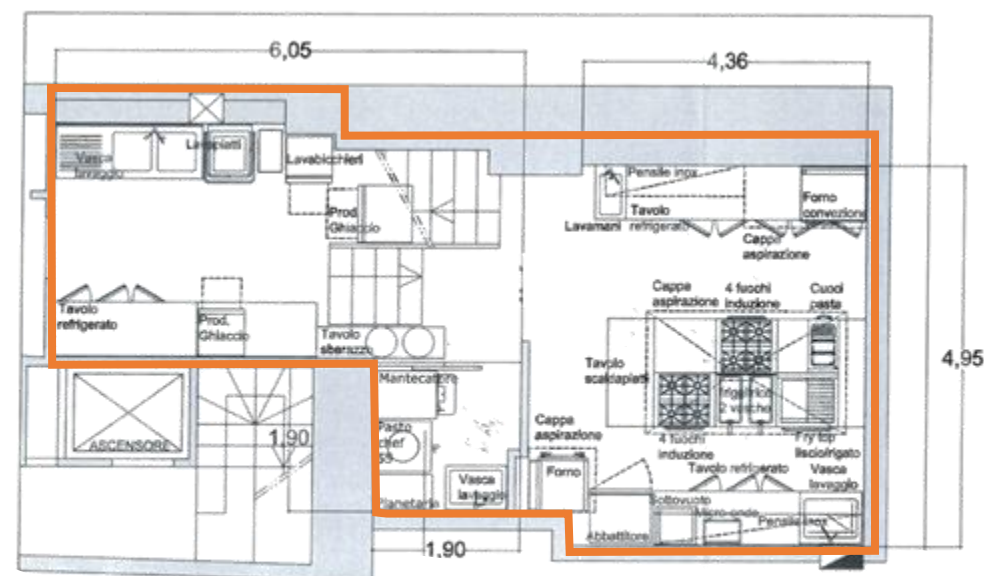 6,05
4,36
Vasca
lavaggio
Lavapiatti
Lavabicchieri
Prod.
Ghiaccio
Pensile inox
Lavamani
Tavolo
refrigerato
Forno
convezione
Cappa
aspirazione
Cappa
aspirazione
4 fuochi
induzione
Cuoci
pasta
Tavolo
refrigerato
Prod.
Ghiaccio
Tavolo
sbarazzo
Tavolo
scaldapiatti
4,95
Mantecatore
friggitrice
2 vasche
Cappa
aspirazione
ASCENSORE
1,90
Pasto
chef
55
4 fuochi
induzione
Fry top
liscio/rigato
Forno
Tavolo refrigerato
Vasca
lavaggio
Vasca
lavaggio
Planetaria
Sottovuoto
Micro-onde
Pensile inox
Abbattitore
1.90